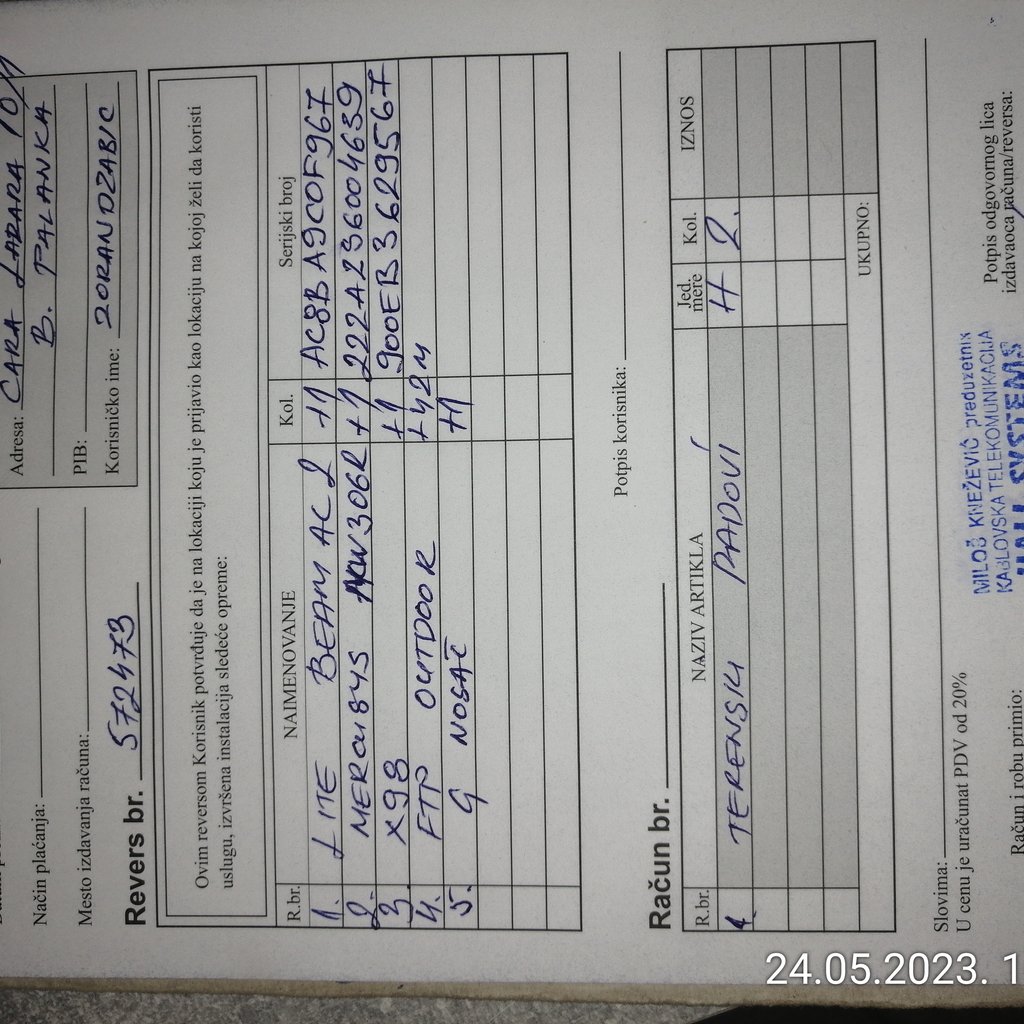 Adresa: CARA LAZARA 10/1
B. PALANKA
Način plaćanja:
PIB:
Mesto izdavanja računa:
Korisničko ime: ZORANDZABIC
Revers br. 572473
Ovim reversom Korisnik potvrđuje da je na lokaciji koju je prijavio kao lokaciju na kojoj želi da koristi
uslugu, izvršena instalacija sledeće opreme:
R.br. NAIMENOVANJE Kol. Serijski broj
1. LITE BEAM AC 2 +1 AC8BA9C0F967
2. MERCUSYS MW306R +1 222A236004639
3. X98 +1 900EB3629567
4. FTP OUTDOOR +42m
5. G NOSAČ +1
Potpis korisnika:
Račun br.
R.br. NAZIV ARTIKLA Jed. mere Kol. IZNOS
1. TERENSKI RADOVI H 2.
UKUPNO:
Slovima:
U cenu je uračunat PDV od 20%
MILOŠ KNEŽEVIĆ preduzetnik
KABLOVSKA TELEKOMUNIKACIJA
SYSTEMS
Potpis odgovornog lica
izdavaoca računa/reversa:
Račun i robu primio:
24.05.2023. 1